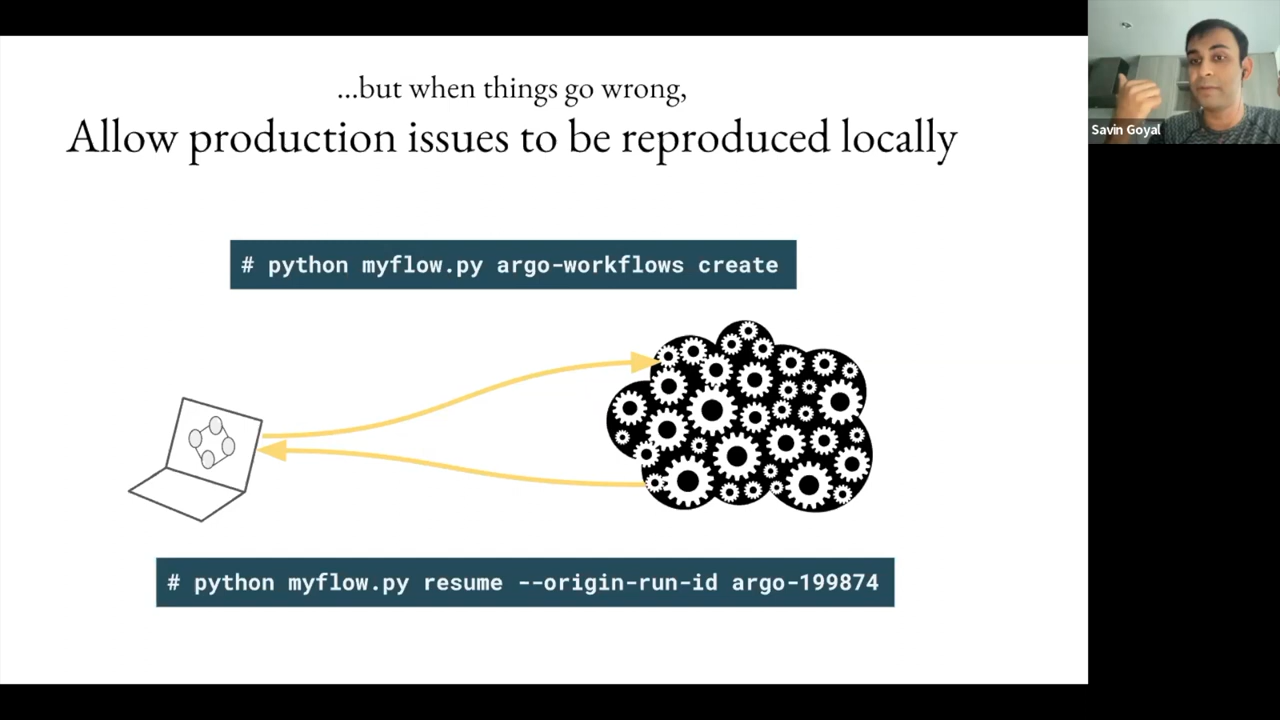 ...but when things go wrong,
Allow production issues to be reproduced locally
# python myflow.py argo-workflows create
# python myflow.py resume --origin-run-id argo-199874
Savin Goyal